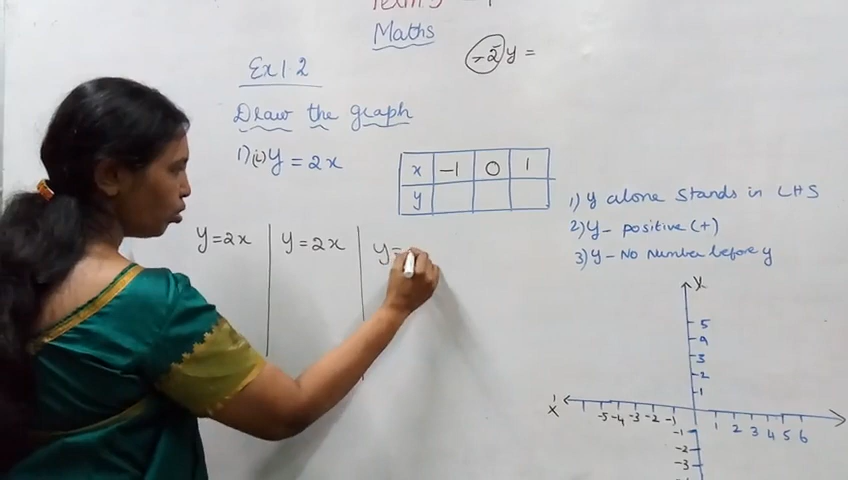 Maths
Ex 1.2
-2y =
Draw the graph
1)(i) y = 2x
x -1 0 1
y
1) y alone stands in LHS
2) y - positive (+)
3) y - No Number before y
y=2x y=2x y=
y
5
4
3
2
1
x' -5 -4 -3 -2 -1 1 2 3 4 5 6
-1
-2
-3